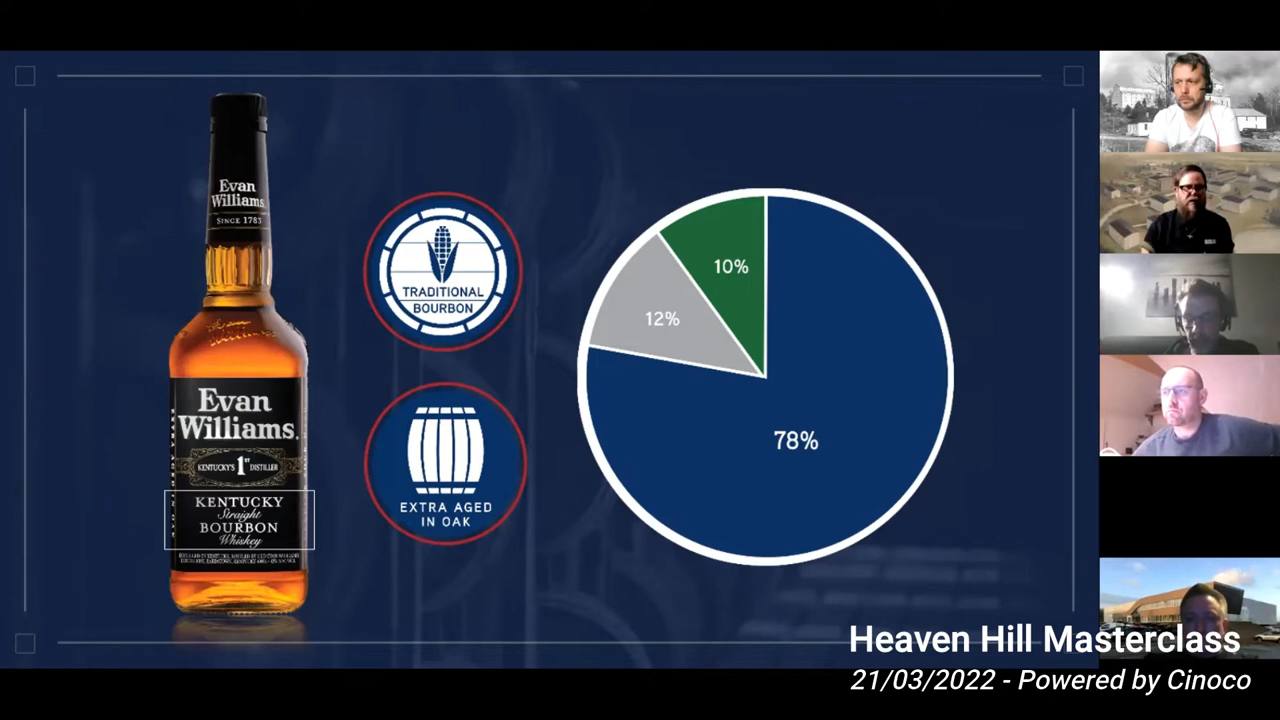 Evan
Williams
SINCE 1783
Evan
Williams.
KENTUCKY'S 1ST DISTILLER
KENTUCKY
Straight
BOURBON
Whiskey
TRADITIONAL
BOURBON
EXTRA AGED
IN OAK
10%
12%
78%
Heaven Hill Masterclass
21/03/2022 - Powered by Cinoco